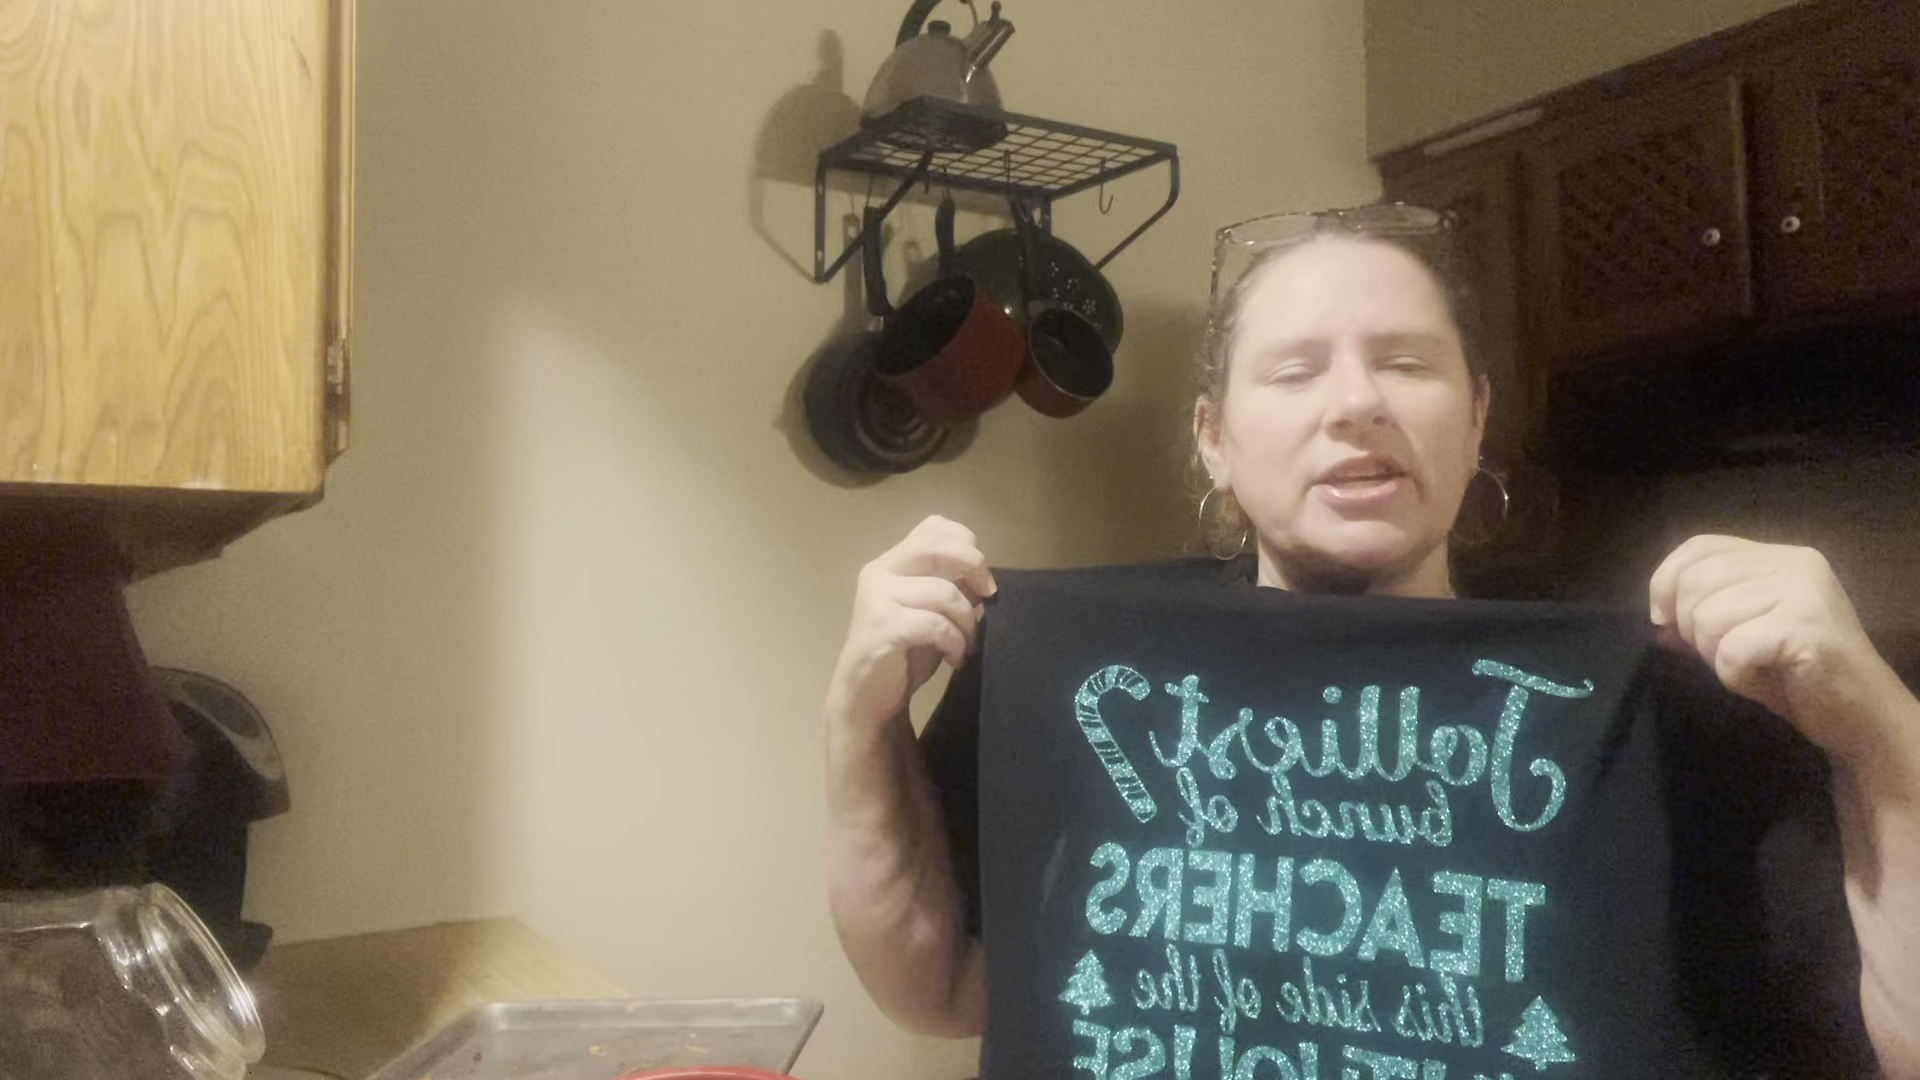 Jolliest
bunch of
TEACHERS
this side of the